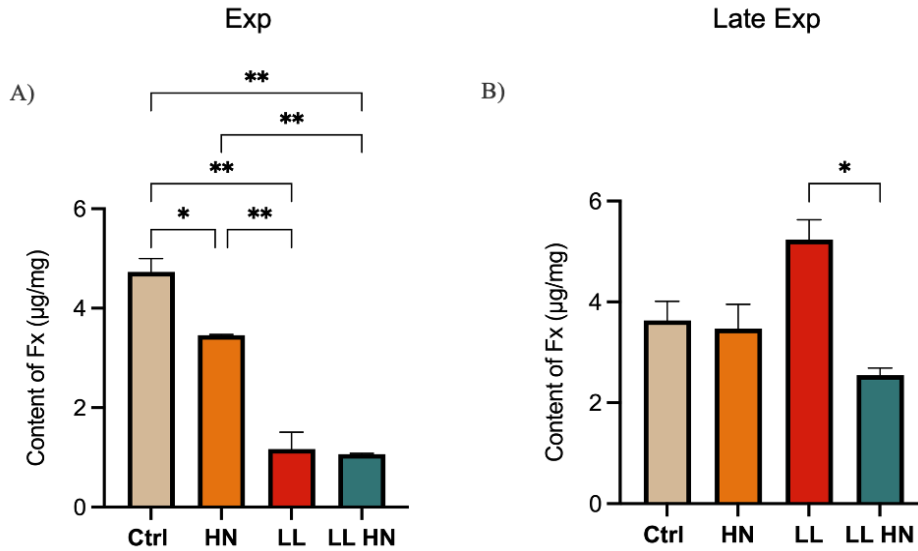 Exp
A)
**
**
**
* **
Content of Fx (µg/mg)
6
4
2
0
Ctrl HN LL LL HN
Late Exp
B)
*
Content of Fx (µg/mg)
6
4
2
0
Ctrl HN LL LL HN